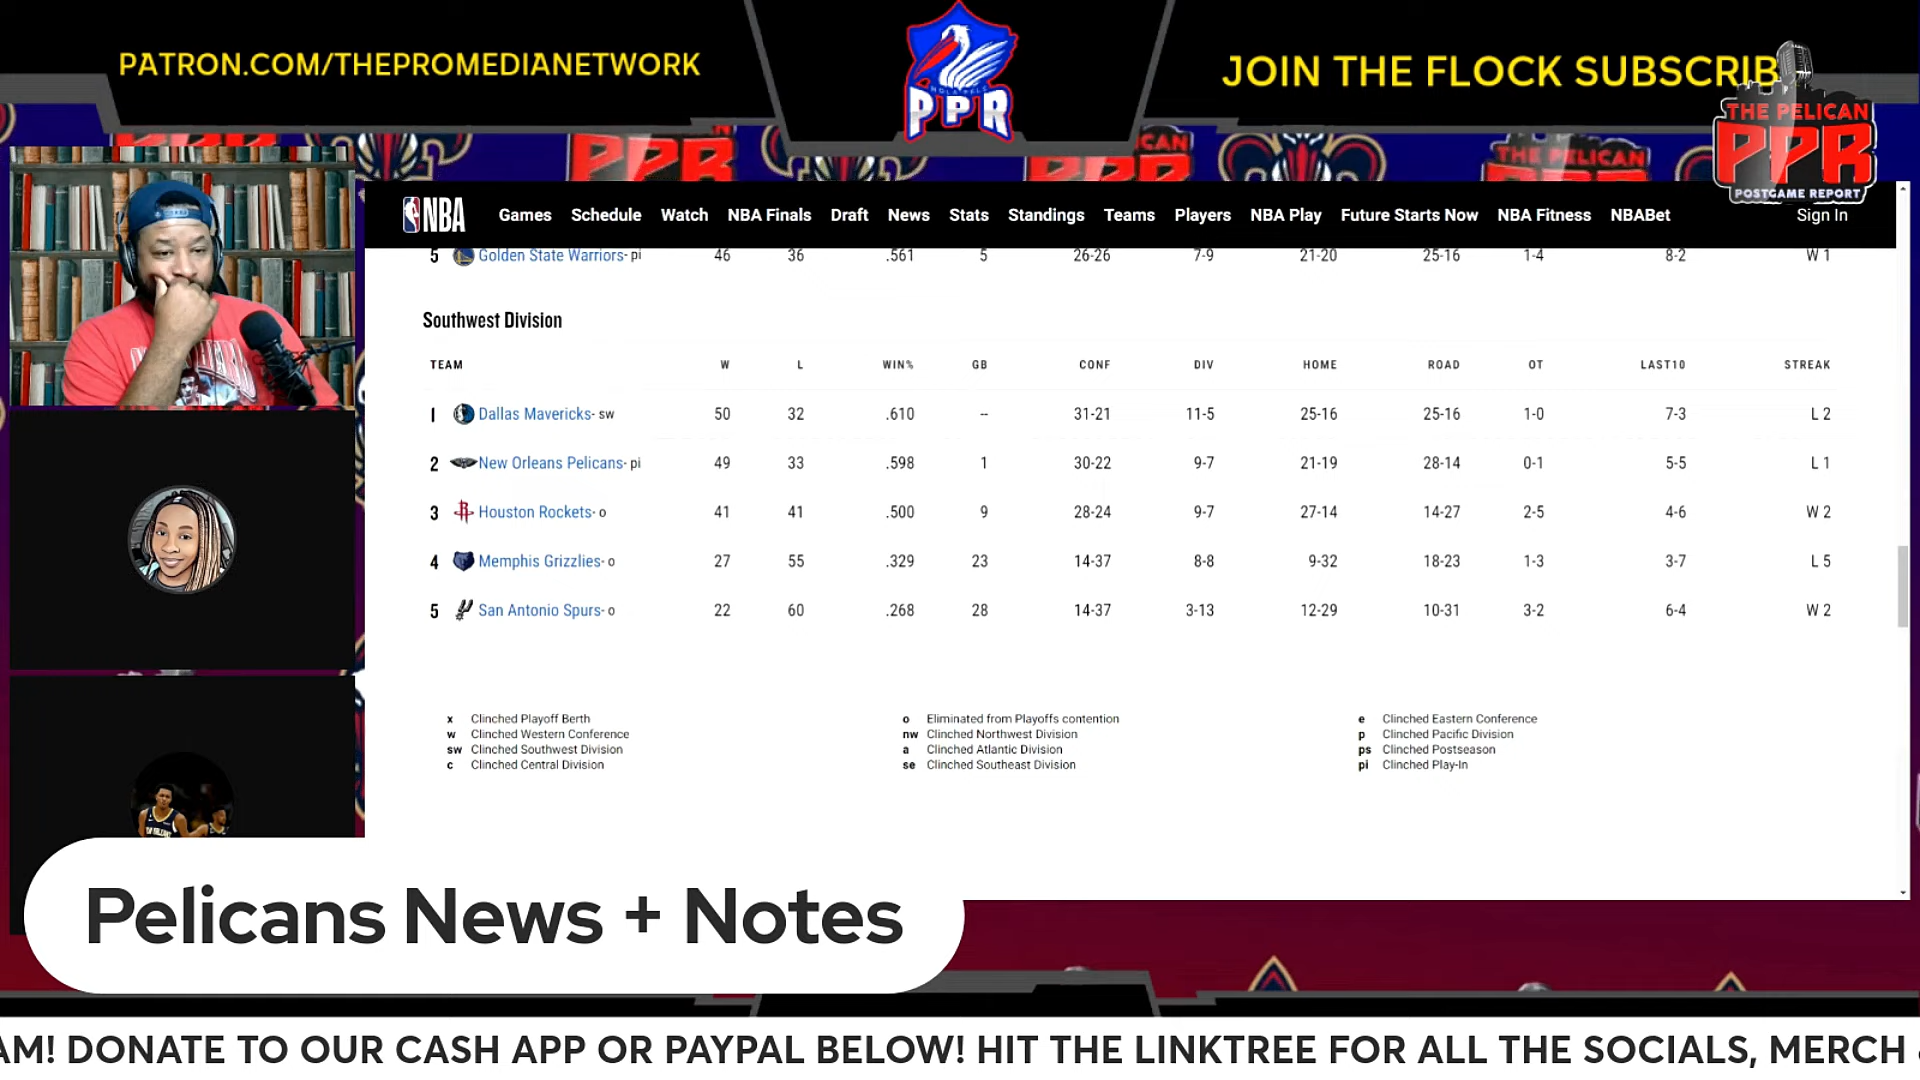 PATRON.COM/THEPROMEDIANETWORK
PPR
JOIN THE FLOCK SUBSCRIB
THE PELICAN
PPR
POSTGAME REPORT
NBA Games Schedule Watch NBA Finals Draft News Stats Standings Teams Players NBA Play Future Starts Now NBA Fitness NBABet Sign In
5 Golden State Warriors- pi 46 36 .561 5 26-26 7-9 21-20 25-16 1-4 8-2 W 1
Southwest Division
TEAM W L WIN% GB CONF DIV HOME ROAD OT LAST10 STREAK
1 Dallas Mavericks- sw 50 32 .610 -- 31-21 11-5 25-16 25-16 1-0 7-3 L 2
2 New Orleans Pelicans- pi 49 33 .598 1 30-22 9-7 21-19 28-14 0-1 5-5 L 1
3 Houston Rockets- o 41 41 .500 9 28-24 9-7 27-14 14-27 2-5 4-6 W 2
4 Memphis Grizzlies- o 27 55 .329 23 14-37 8-8 9-32 18-23 1-3 3-7 L 5
5 San Antonio Spurs- o 22 60 .268 28 14-37 3-13 12-29 10-31 3-2 6-4 W 2
x Clinched Playoff Berth
w Clinched Western Conference
sw Clinched Southwest Division
c Clinched Central Division
o Eliminated from Playoffs contention
nw Clinched Northwest Division
a Clinched Atlantic Division
se Clinched Southeast Division
e Clinched Eastern Conference
p Clinched Pacific Division
ps Clinched Postseason
pi Clinched Play-In
Pelicans News + Notes
AM! DONATE TO OUR CASH APP OR PAYPAL BELOW! HIT THE LINKTREE FOR ALL THE SOCIALS, MERCH